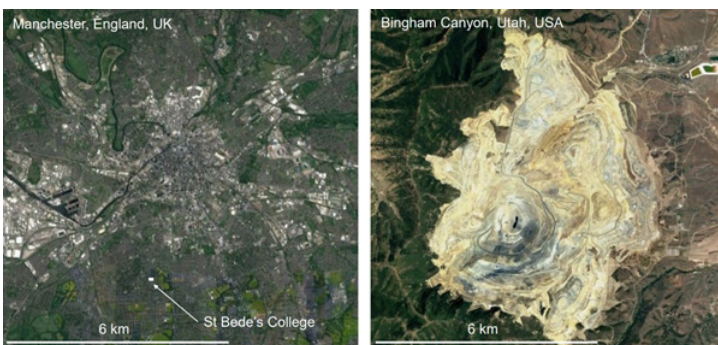 Manchester, England, UK
Bingham Canyon, Utah, USA
St Bede's College
6 km
6 km